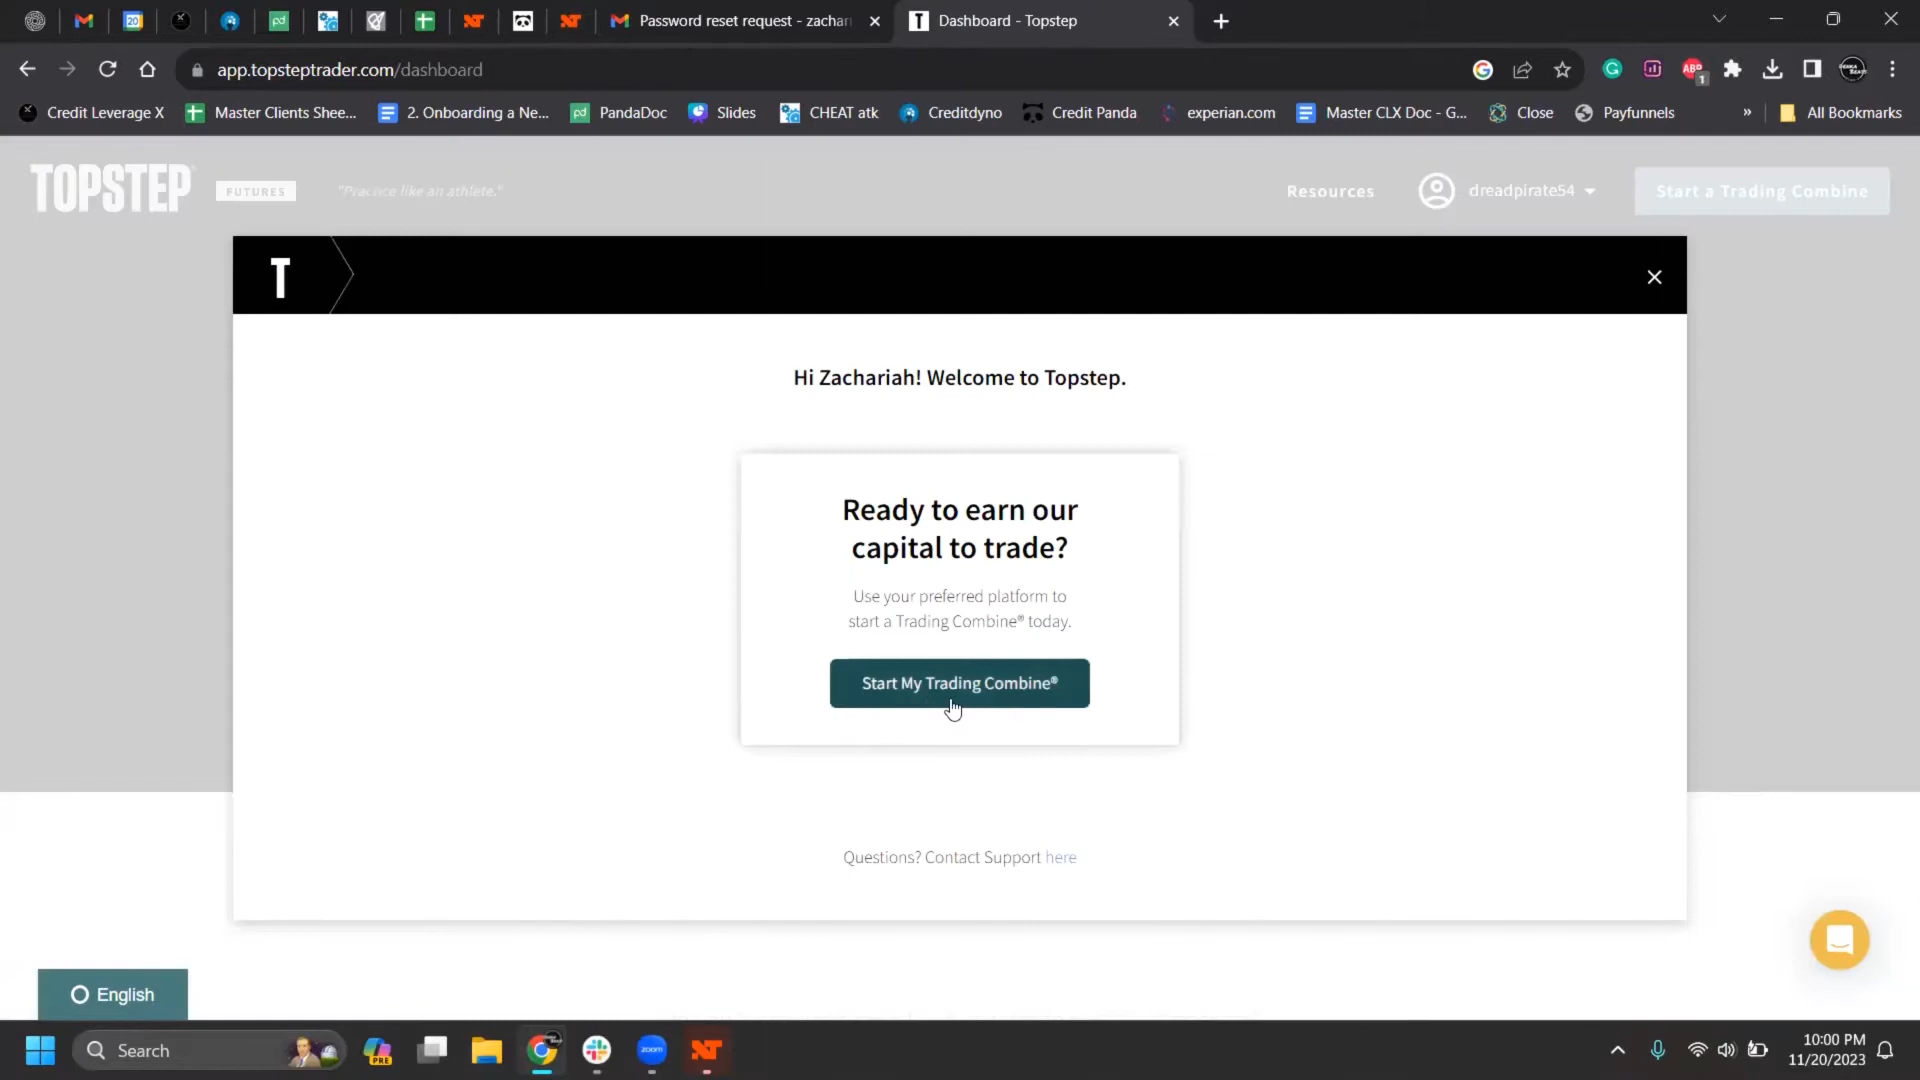 Password reset request - zachar
Dashboard - Topstep
app.topsteptrader.com/dashboard
Credit Leverage X
Master Clients Shee...
2. Onboarding a Ne...
PandaDoc
Slides
CHEAT atk
Creditdyno
Credit Panda
experian.com
Master CLX Doc - G...
Close
Payfunnels
»
All Bookmarks
TOPSTEP
FUTURES
"Practice like an athlete."
Resources
dreadpirate54
Start a Trading Combine
T
Hi Zachariah! Welcome to Topstep.
Ready to earn our
capital to trade?
Use your preferred platform to
start a Trading Combine® today.
Start My Trading Combine®
Questions? Contact Support here
English
Search
10:00 PM
11/20/2023